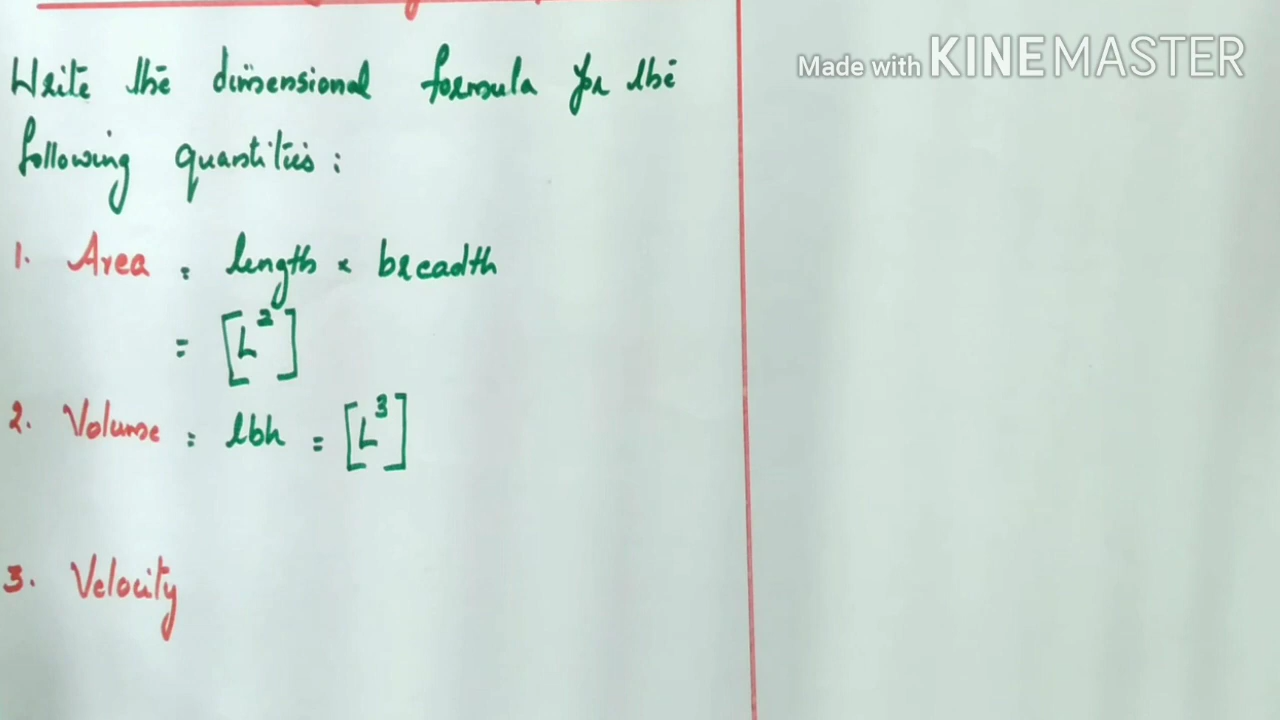 Made with KINEMASTER
Write the dimensional formula for the
following quantities :
1. Area = length × breadth
= [L²]
2. Volume = lbh = [L³]
3. Velocity